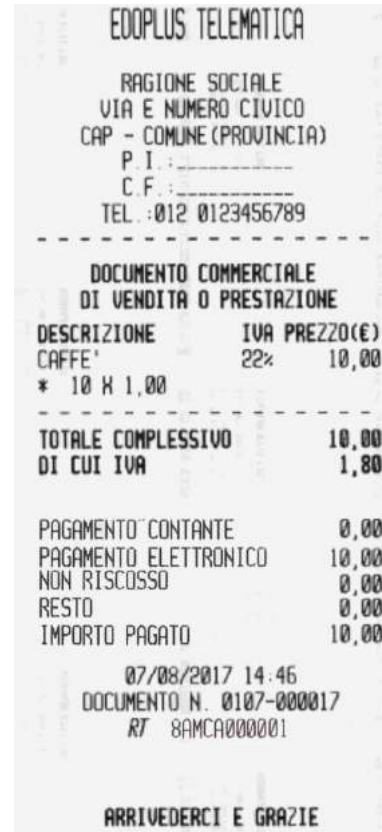 EDOPLUS TELEMATICA
RAGIONE SOCIALE
VIA E NUMERO CIVICO
CAP - COMUNE(PROVINCIA)
P.I.:___________
C.F.:___________
TEL.:012 0123456789
DOCUMENTO COMMERCIALE
DI VENDITA O PRESTAZIONE
DESCRIZIONE IVA PREZZO(€)
CAFFE' 22% 10,00
* 10 X 1,00
TOTALE COMPLESSIVO 10,00
DI CUI IVA 1,80
PAGAMENTO CONTANTE 0,00
PAGAMENTO ELETTRONICO 10,00
NON RISCOSSO 0,00
RESTO 0,00
IMPORTO PAGATO 10,00
07/08/2017 14:46
DOCUMENTO N. 0107-000017
RT 8AMCA000001
ARRIVEDERCI E GRAZIE